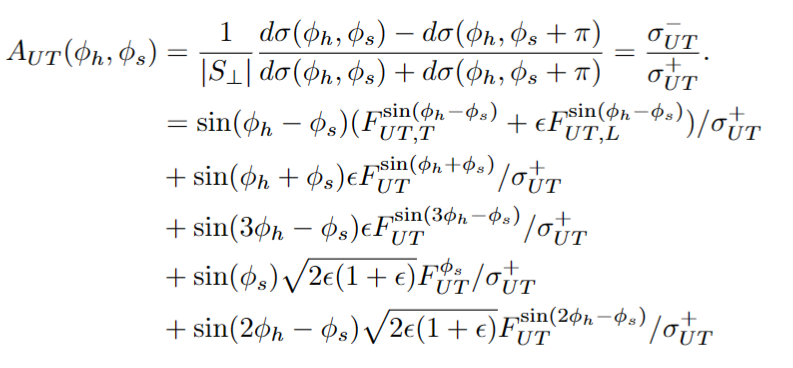 A_{UT}(\phi_h, \phi_s) = \frac{1}{|S_\perp|} \frac{d\sigma(\phi_h, \phi_s) - d\sigma(\phi_h, \phi_s + \pi)}{d\sigma(\phi_h, \phi_s) + d\sigma(\phi_h, \phi_s + \pi)} = \frac{\sigma_{UT}^-}{\sigma_{UT}^+}.
= \sin(\phi_h - \phi_s)(F_{UT,T}^{\sin(\phi_h - \phi_s)} + \epsilon F_{UT,L}^{\sin(\phi_h - \phi_s)})/\sigma_{UT}^+
+ \sin(\phi_h + \phi_s)\epsilon F_{UT}^{\sin(\phi_h + \phi_s)}/\sigma_{UT}^+
+ \sin(3\phi_h - \phi_s)\epsilon F_{UT}^{\sin(3\phi_h - \phi_s)}/\sigma_{UT}^+
+ \sin(\phi_s)\sqrt{2\epsilon(1 + \epsilon)} F_{UT}^{\phi_s}/\sigma_{UT}^+
+ \sin(2\phi_h - \phi_s)\sqrt{2\epsilon(1 + \epsilon)} F_{UT}^{\sin(2\phi_h - \phi_s)}/\sigma_{UT}^+